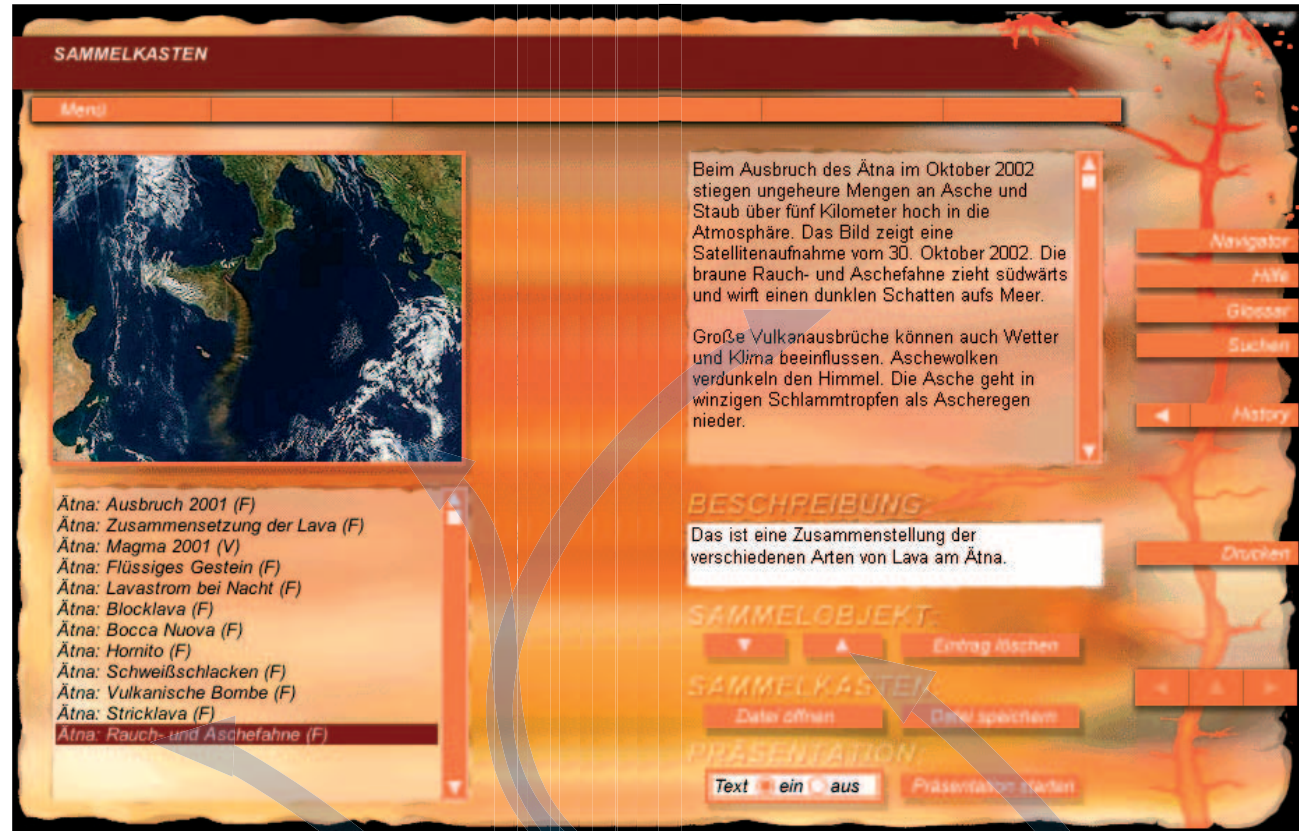 SAMMELKASTEN
Menü
Beim Ausbruch des Ätna im Oktober 2002
stiegen ungeheure Mengen an Asche und
Staub über fünf Kilometer hoch in die
Atmosphäre. Das Bild zeigt eine
Satellitenaufnahme vom 30. Oktober 2002. Die
braune Rauch- und Aschefahne zieht südwärts
und wirft einen dunklen Schatten aufs Meer.
Große Vulkanausbrüche können auch Wetter
und Klima beeinflussen. Aschewolken
verdunkeln den Himmel. Die Asche geht in
winzigen Schlammtropfen als Ascheregen
nieder.
Ätna: Ausbruch 2001 (F)
Ätna: Zusammensetzung der Lava (F)
Ätna: Magma 2001 (V)
Ätna: Flüssiges Gestein (F)
Ätna: Lavastrom bei Nacht (F)
Ätna: Blocklava (F)
Ätna: Bocca Nuova (F)
Ätna: Hornito (F)
Ätna: Schweißschlacken (F)
Ätna: Vulkanische Bombe (F)
Ätna: Stricklava (F)
Ätna: Rauch- und Aschefahne (F)
BESCHREIBUNG:
Das ist eine Zusammenstellung der
verschiedenen Arten von Lava am Ätna.
SAMMELOBJEKT:
Eintrag löschen
SAMMELKASTEN:
Datei öffnen
Datei speichern
PRÄSENTATION:
Text ein aus
Präsentation starten
Navigator
Hilfe
Glossar
Suchen
History
Drucken